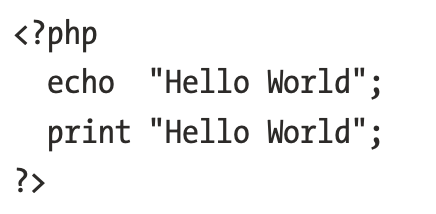 <?php
  echo  "Hello World";
  print "Hello World";
?>